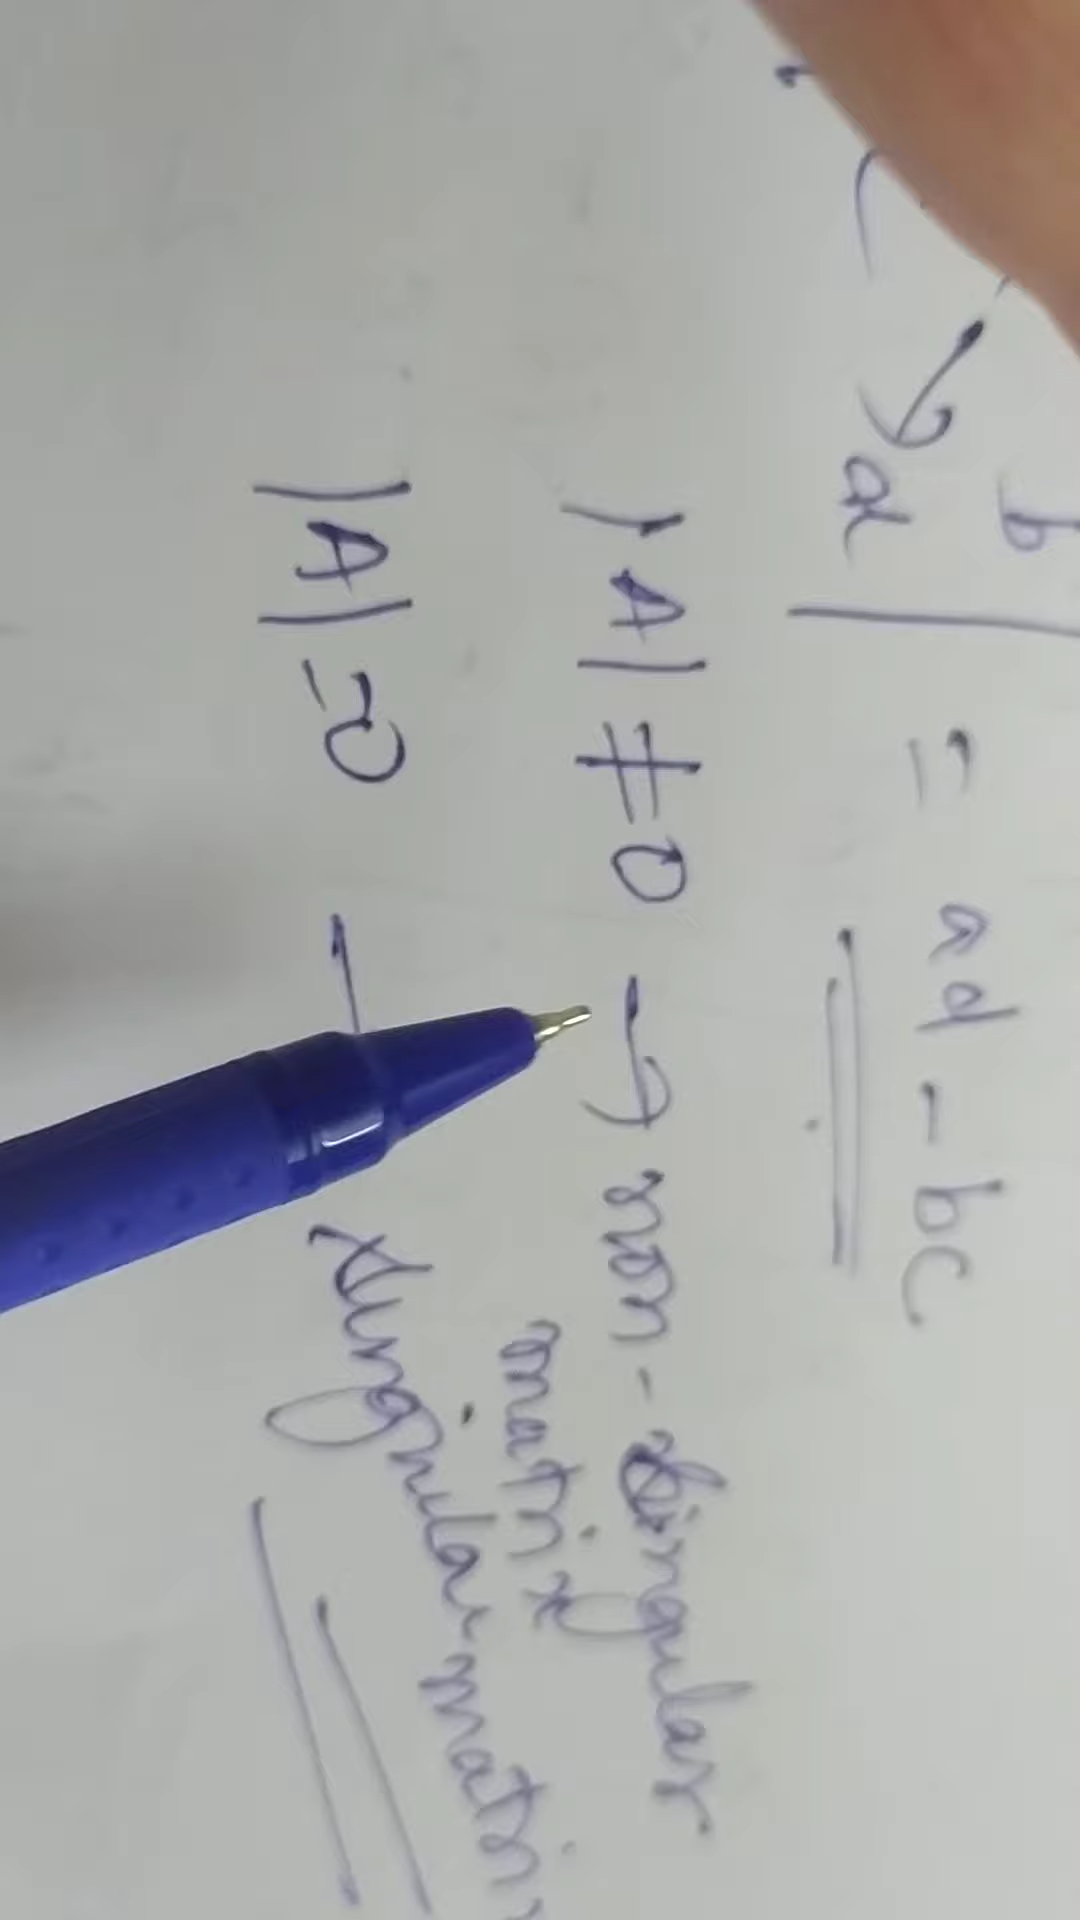 b
d | = ad - bc
|A| ≠ 0 → non-singular
matrix
|A| = 0 — singular matrix